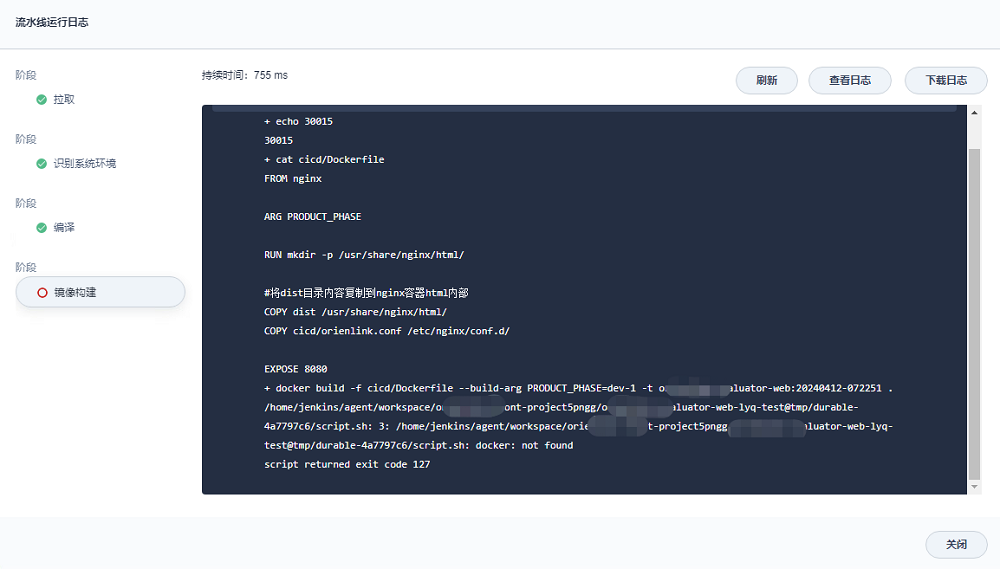 流水线运行日志
阶段
拉取
阶段
识别系统环境
阶段
编译
阶段
镜像构建
持续时间：755 ms
刷新
查看日志
下载日志
+ echo 30015
30015
+ cat cicd/Dockerfile
FROM nginx
ARG PRODUCT_PHASE
RUN mkdir -p /usr/share/nginx/html/
#将dist目录内容复制到nginx容器html内部
COPY dist /usr/share/nginx/html/
COPY cicd/orienlink.conf /etc/nginx/conf.d/
EXPOSE 8080
+ docker build -f cicd/Dockerfile --build-arg PRODUCT_PHASE=dev-1 -t o aluator-web:20240412-072251 .
/home/jenkins/agent/workspace/or ont-project5pngg/o aluator-web-lyq-test@tmp/durable-
4a7797c6/script.sh: 3: /home/jenkins/agent/workspace/orie t-project5pngg aluator-web-lyq-
test@tmp/durable-4a7797c6/script.sh: docker: not found
script returned exit code 127
关闭